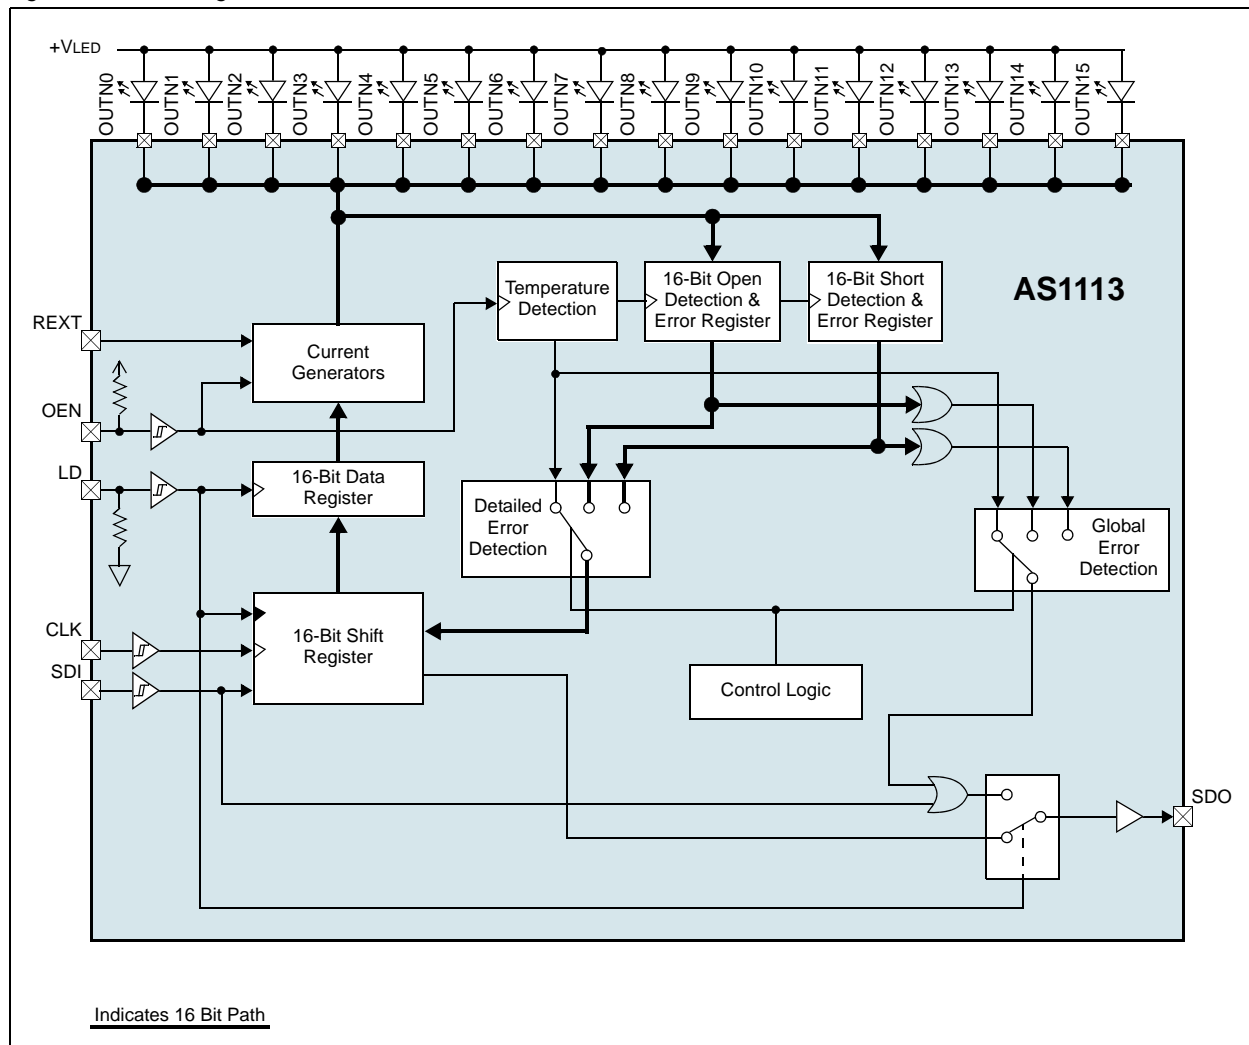 +VLED
OUTN0
OUTN1
OUTN2
OUTN3
OUTN4
OUTN5
OUTN6
OUTN7
OUTN8
OUTN9
OUTN10
OUTN11
OUTN12
OUTN13
OUTN14
OUTN15
AS1113
Temperature
Detection
16-Bit Open
Detection &
Error Register
16-Bit Short
Detection &
Error Register
REXT
Current
Generators
OEN
LD
16-Bit Data
Register
Detailed
Error
Detection
Global
Error
Detection
CLK
SDI
16-Bit Shift
Register
Control Logic
SDO
Indicates 16 Bit Path